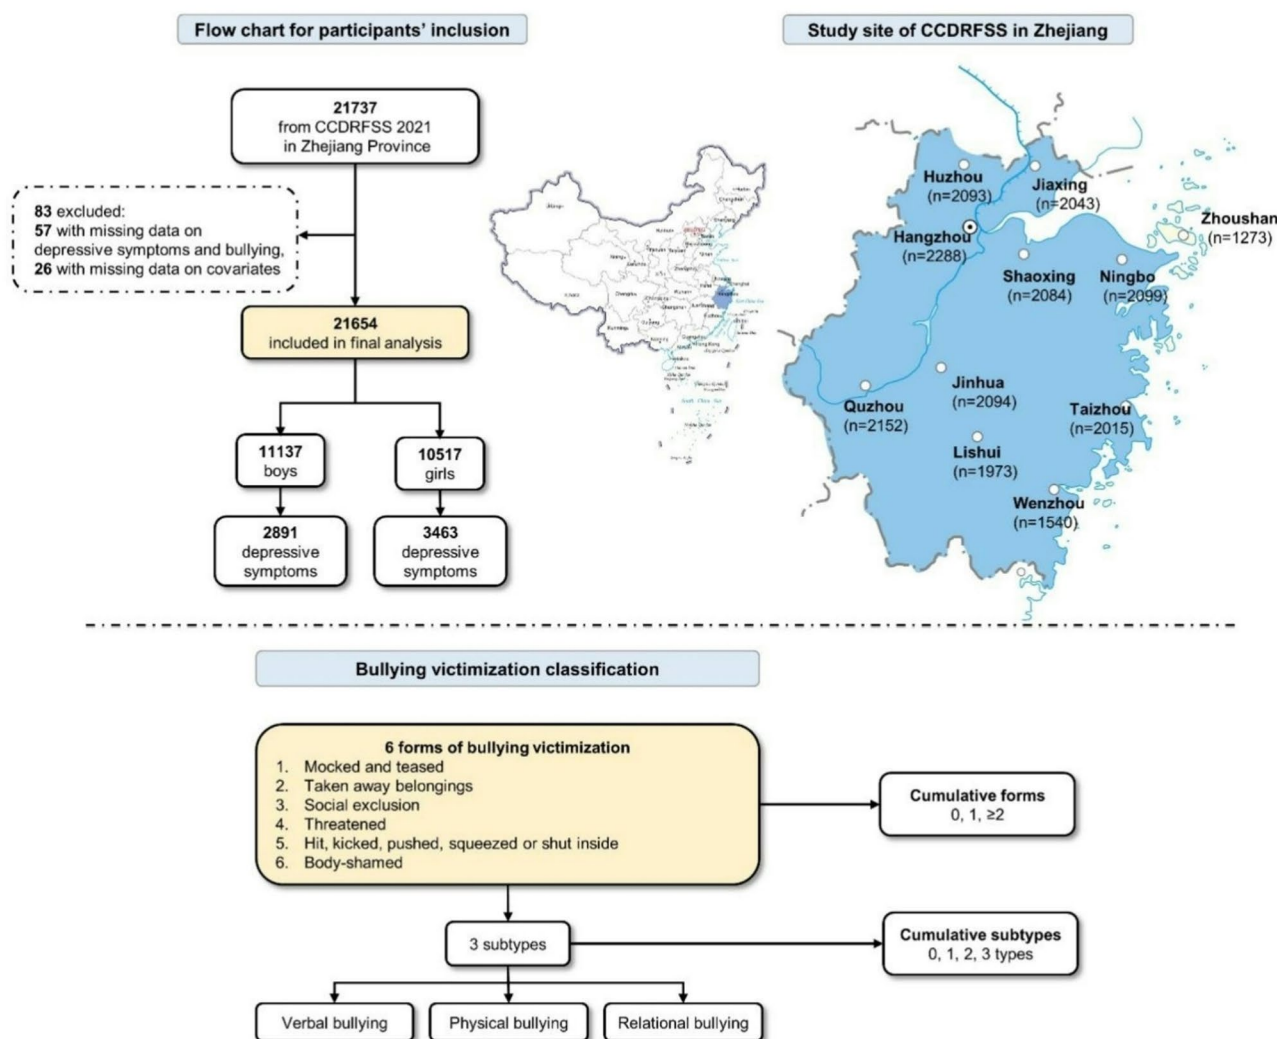 Flow chart for participants' inclusion
21737
from CCDRFSS 2021
in Zhejiang Province
83 excluded:
57 with missing data on
depressive symptoms and bullying,
26 with missing data on covariates
21654
included in final analysis
11137
boys
10517
girls
2891
depressive
symptoms
3463
depressive
symptoms
Study site of CCDRFSS in Zhejiang
Huzhou
(n=2093)
Jiaxing
(n=2043)
Zhoushan
(n=1273)
Hangzhou
(n=2288)
Shaoxing
(n=2084)
Ningbo
(n=2099)
Jinhua
(n=2094)
Quzhou
(n=2152)
Taizhou
(n=2015)
Lishui
(n=1973)
Wenzhou
(n=1540)
Bullying victimization classification
6 forms of bullying victimization
1. Mocked and teased
2. Taken away belongings
3. Social exclusion
4. Threatened
5. Hit, kicked, pushed, squeezed or shut inside
6. Body-shamed
Cumulative forms
0, 1, ≥2
3 subtypes
Cumulative subtypes
0, 1, 2, 3 types
Verbal bullying
Physical bullying
Relational bullying